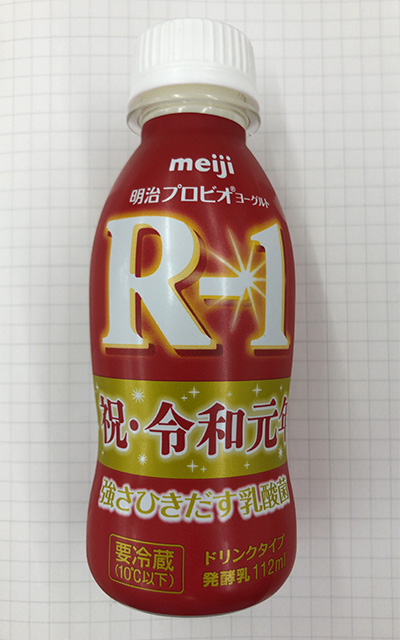 meiji
明治プロビオ®ヨーグルト
R-1
祝・令和元年
強さひきだす乳酸菌
要冷蔵
(10℃以下)
ドリンクタイプ
発酵乳 112ml